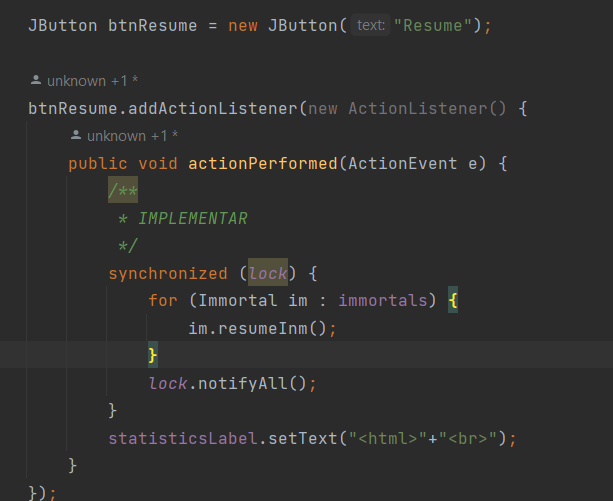 JButton btnResume = new JButton( text: "Resume");
unknown +1 *
btnResume.addActionListener(new ActionListener() {
unknown +1 *
public void actionPerformed(ActionEvent e) {
/**
* IMPLEMENTAR
*/
synchronized (lock) {
for (Immortal im : immortals) {
im.resumeInm();
}
lock.notifyAll();
}
statisticsLabel.setText("<html>"+"<br>");
}
});